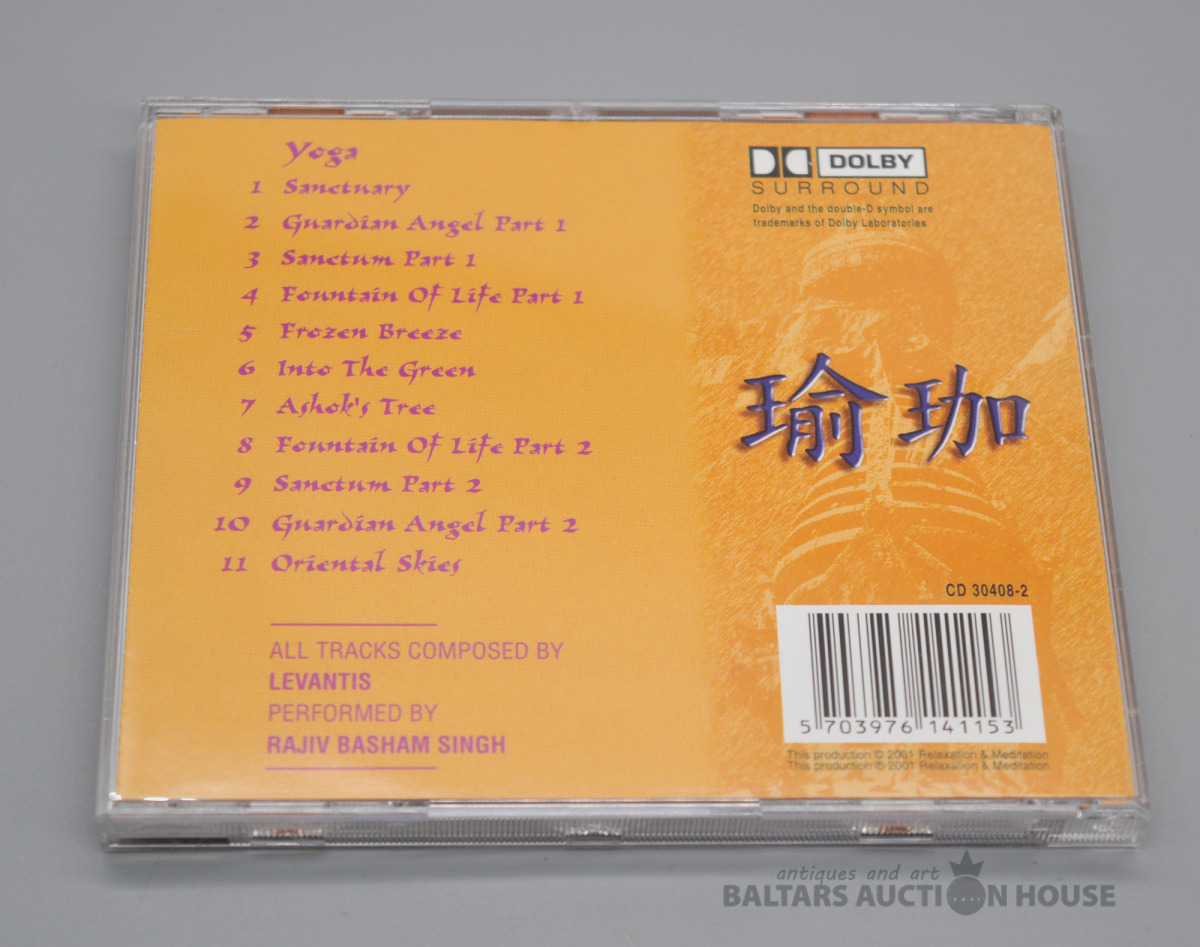 Yoga
1 Sanctuary
2 Guardian Angel Part 1
3 Sanctum Part 1
4 Fountain Of Life Part 1
5 Frozen Breeze
6 Into The Green
7 Ashok's Tree
8 Fountain Of Life Part 2
9 Sanctum Part 2
10 Guardian Angel Part 2
11 Oriental Skies
ALL TRACKS COMPOSED BY
LEVANTIS
PERFORMED BY
RAJIV BASHAM SINGH
DOLBY
SURROUND
Dolby and the double-D symbol are
trademarks of Dolby Laboratories
瑜珈
CD 30408-2
5 703976 141153
This production © 2001 Relaxation & Meditation
This production ℗ 2001 Relaxation & Meditation
antiques and art
BALTARS AUCTION HOUSE